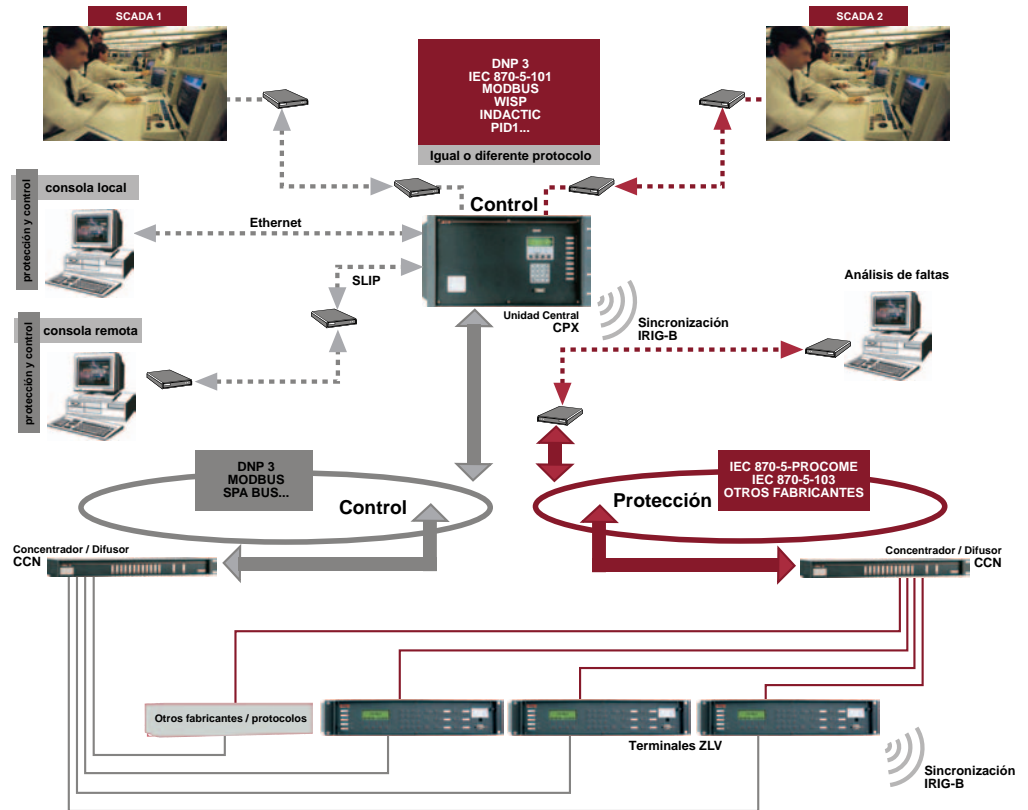 SCADA 1
SCADA 2
DNP 3
IEC 870-5-101
MODBUS
WISP
INDACTIC
PID1...
Igual o diferente protocolo
protección y control
consola local
Ethernet
Control
SLIP
Unidad Central
CPX
Sincronización
IRIG-B
Análisis de faltas
protección y control
consola remota
DNP 3
MODBUS
SPA BUS...
Control
IEC 870-5-PROCOME
IEC 870-5-103
OTROS FABRICANTES
Protección
Concentrador / Difusor
CCN
Concentrador / Difusor
CCN
Otros fabricantes / protocolos
Terminales ZLV
Sincronización
IRIG-B